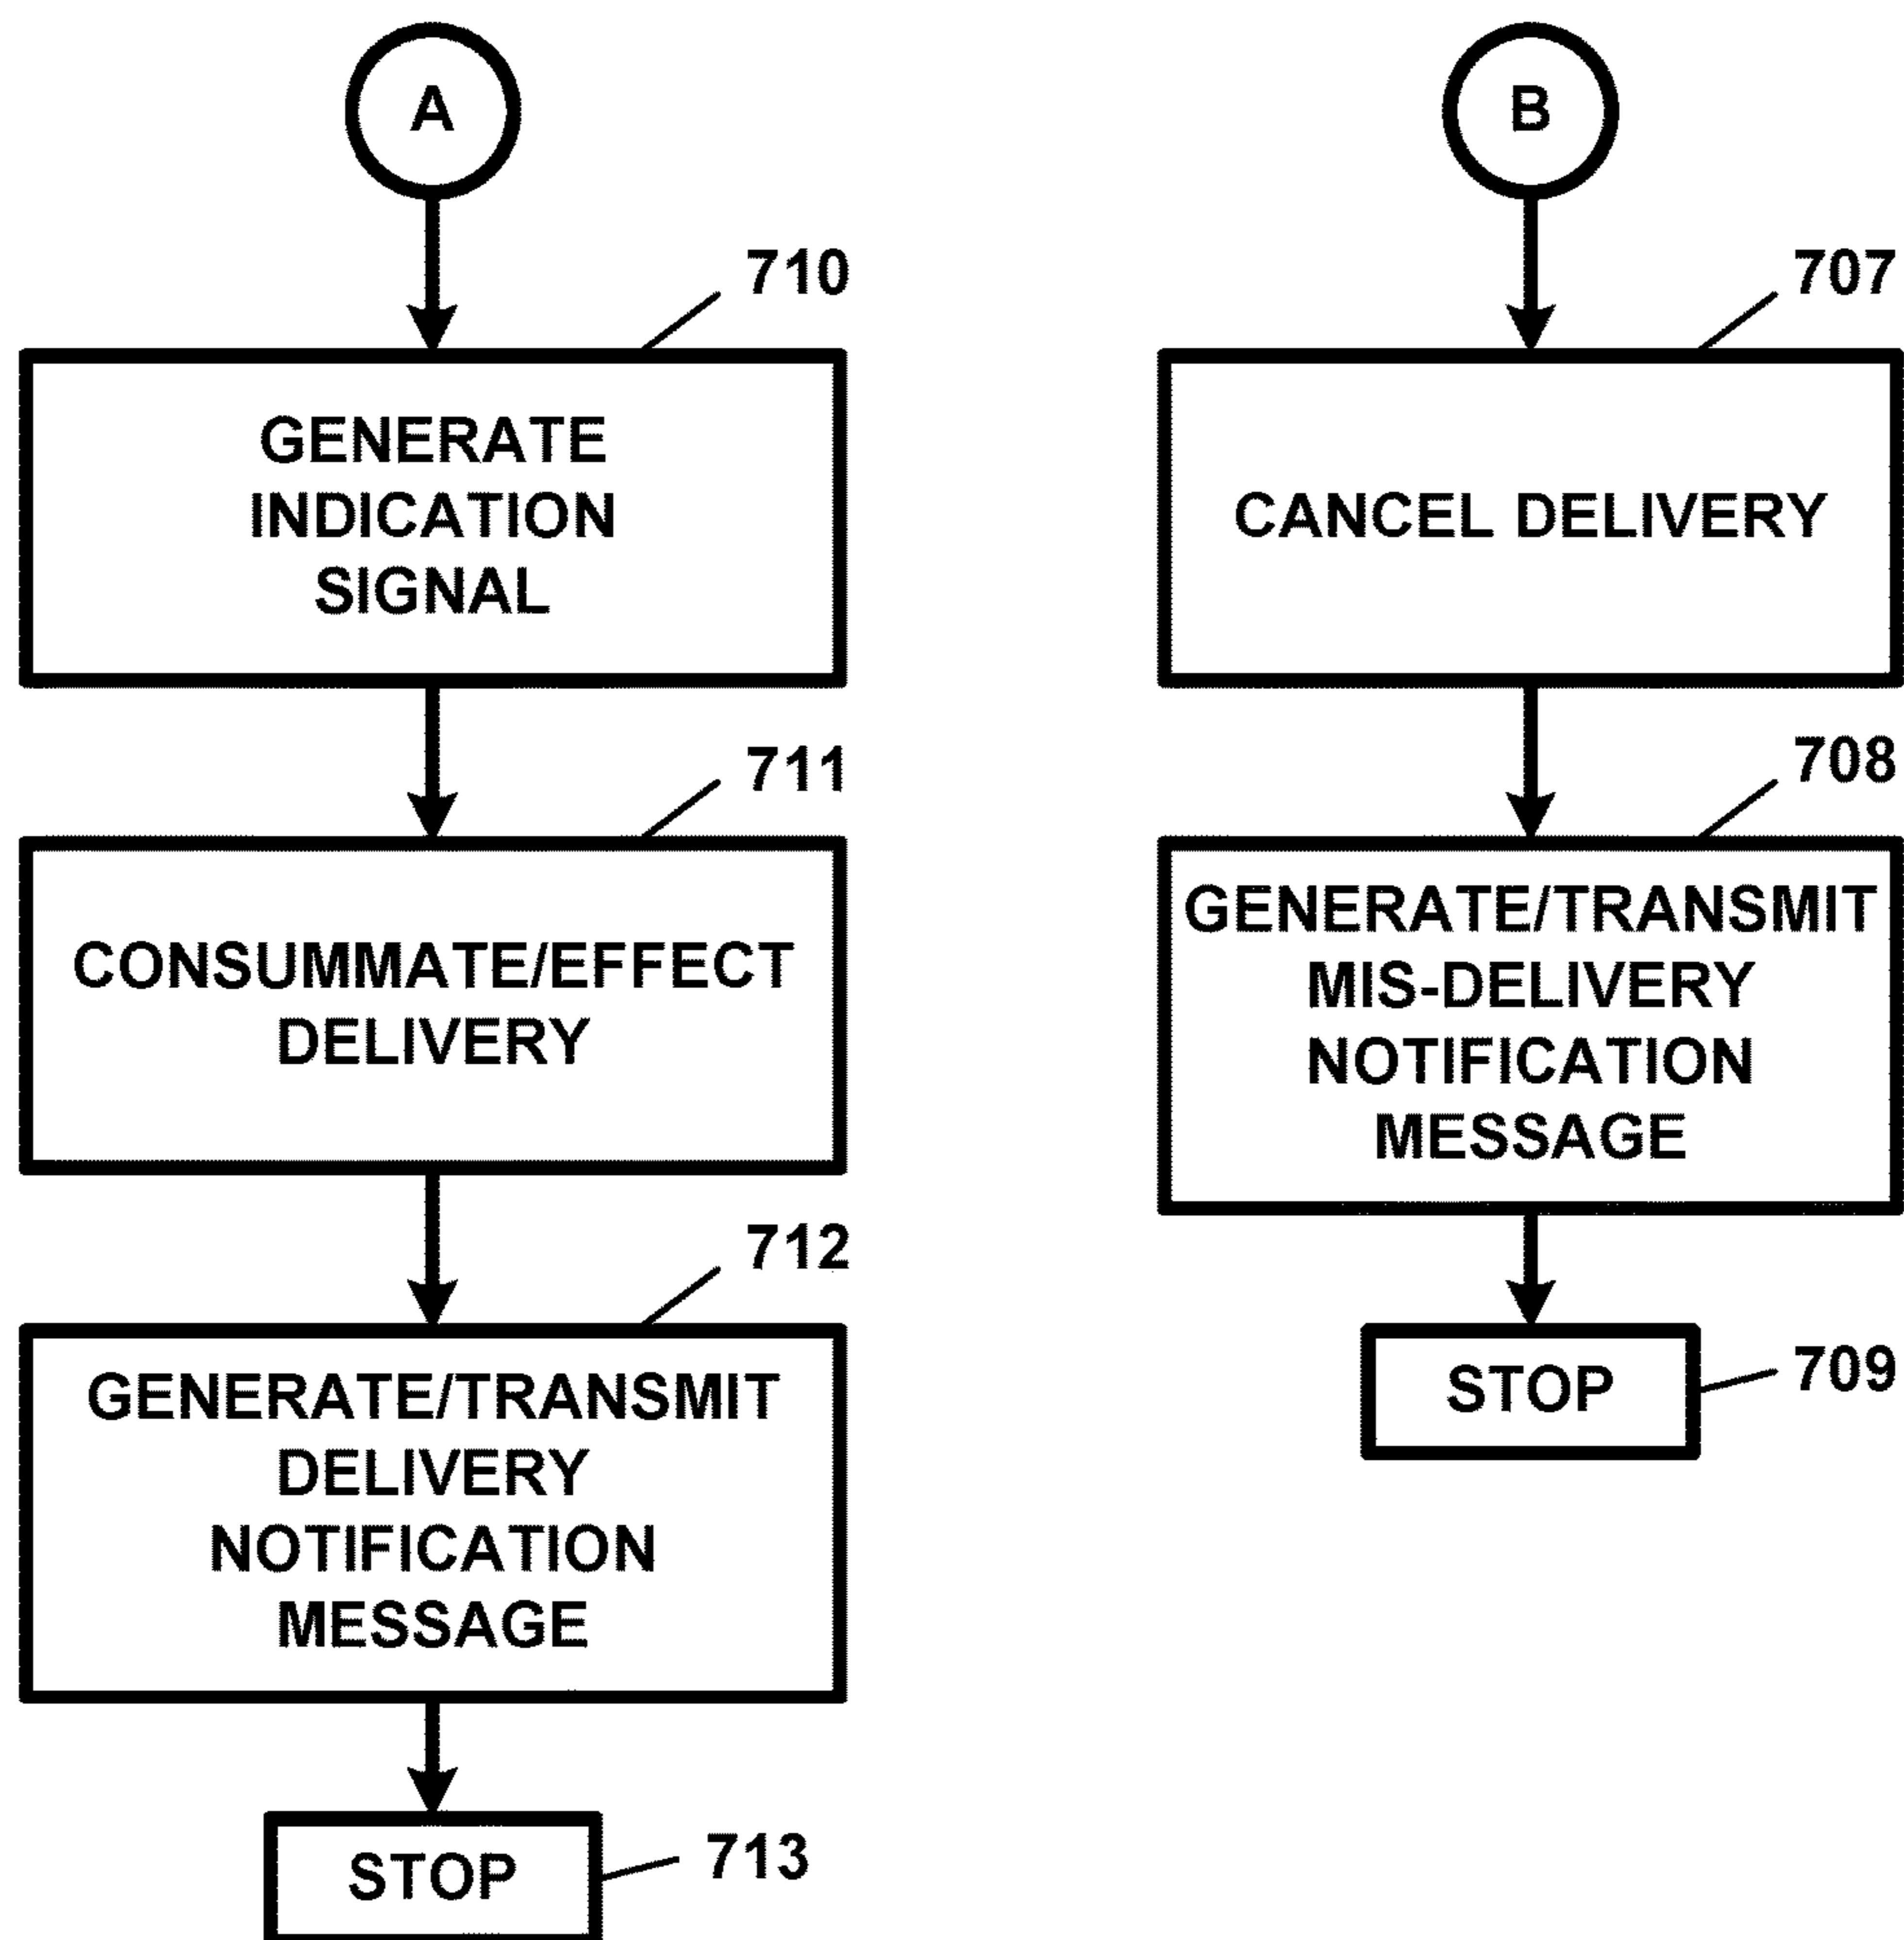 A
710
GENERATE
INDICATION
SIGNAL
711
CONSUMMATE/EFFECT
DELIVERY
712
GENERATE/TRANSMIT
DELIVERY
NOTIFICATION
MESSAGE
STOP
713
B
707
CANCEL DELIVERY
708
GENERATE/TRANSMIT
MIS-DELIVERY
NOTIFICATION
MESSAGE
STOP
709